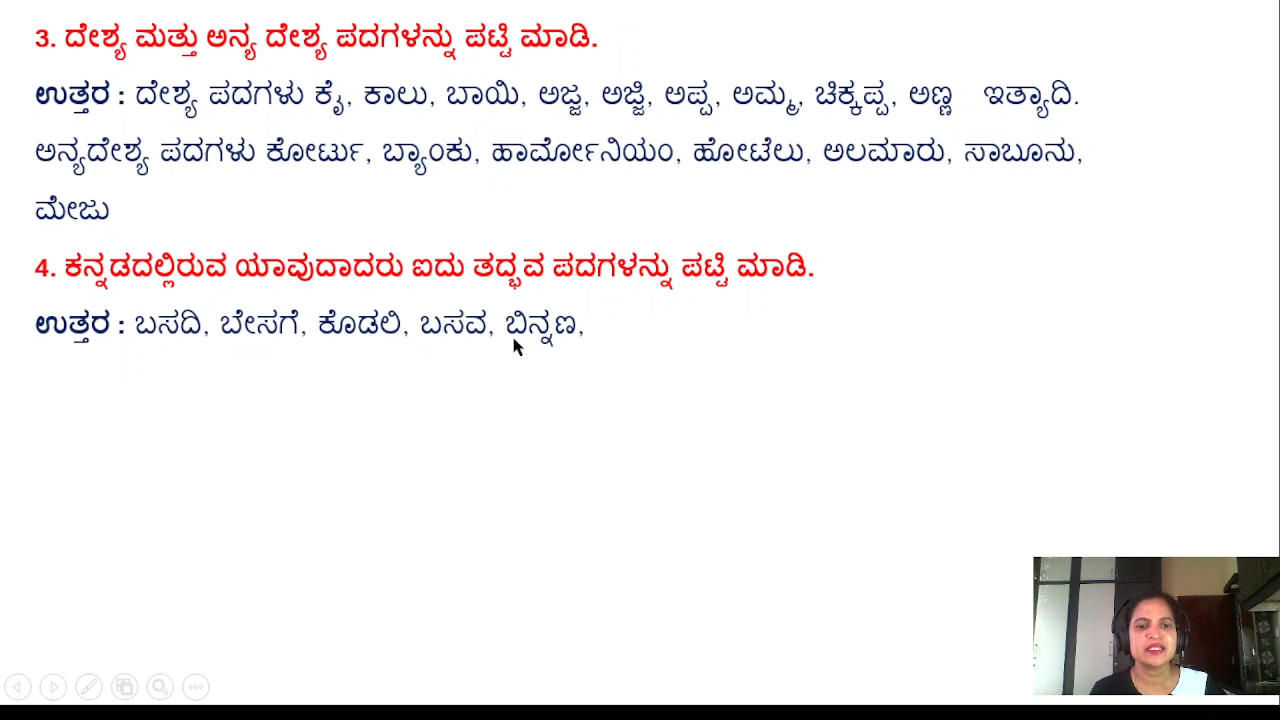 3. ದೇಶ್ಯ ಮತ್ತು ಅನ್ಯ ದೇಶ್ಯ ಪದಗಳನ್ನು ಪಟ್ಟಿ ಮಾಡಿ.
ಉತ್ತರ : ದೇಶ್ಯ ಪದಗಳು ಕೈ, ಕಾಲು, ಬಾಯಿ, ಅಜ್ಜ, ಅಜ್ಜಿ, ಅಪ್ಪ, ಅಮ್ಮ, ಚಿಕ್ಕಪ್ಪ, ಅಣ್ಣ ಇತ್ಯಾದಿ.
ಅನ್ಯದೇಶ್ಯ ಪದಗಳು ಕೋರ್ಟು, ಬ್ಯಾಂಕು, ಹಾರ್ಮೋನಿಯಂ, ಹೋಟೆಲು, ಅಲಮಾರು, ಸಾಬೂನು,
ಮೇಜು
4. ಕನ್ನಡದಲ್ಲಿರುವ ಯಾವುದಾದರು ಐದು ತದ್ಭವ ಪದಗಳನ್ನು ಪಟ್ಟಿ ಮಾಡಿ.
ಉತ್ತರ : ಬಸದಿ, ಬೇಸಗೆ, ಕೊಡಲಿ, ಬಸವ, ಬಿನ್ನಣ,